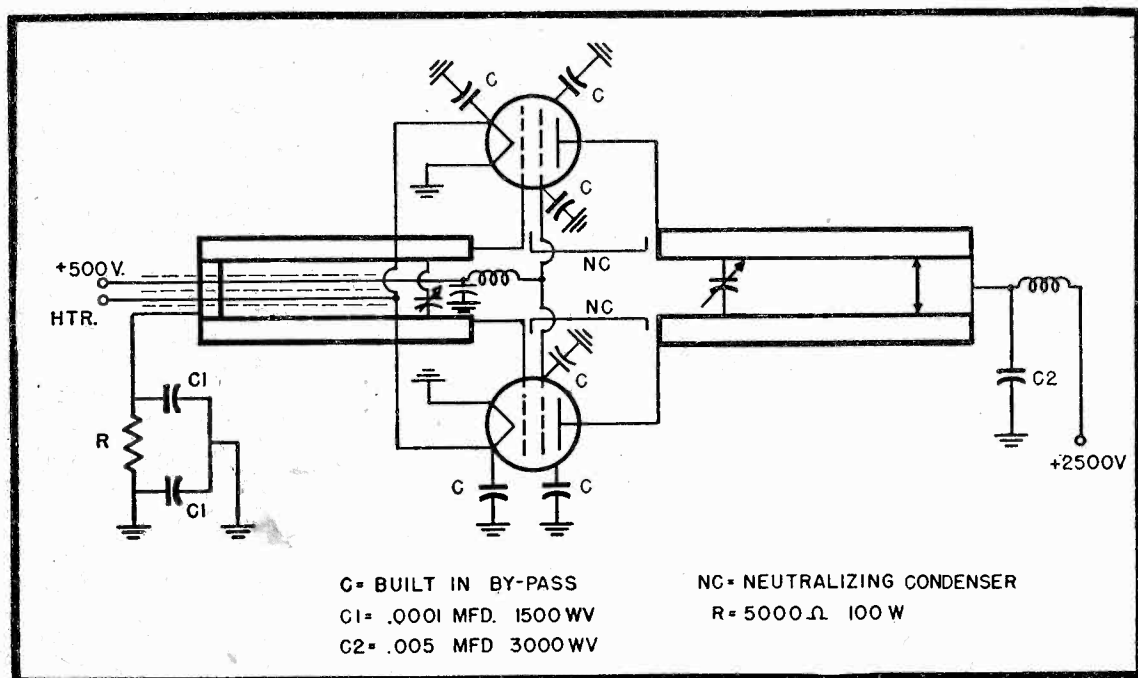 C
C
C
NC
+500V.
HTR.
NC
C1
C
C2
R
+2500V
C
C
C1
C= BUILT IN BY-PASS
NC= NEUTRALIZING CONDENSER
C1= .0001 MFD. 1500 WV
R= 5000Ω 100 W
C2= .005 MFD 3000 WV